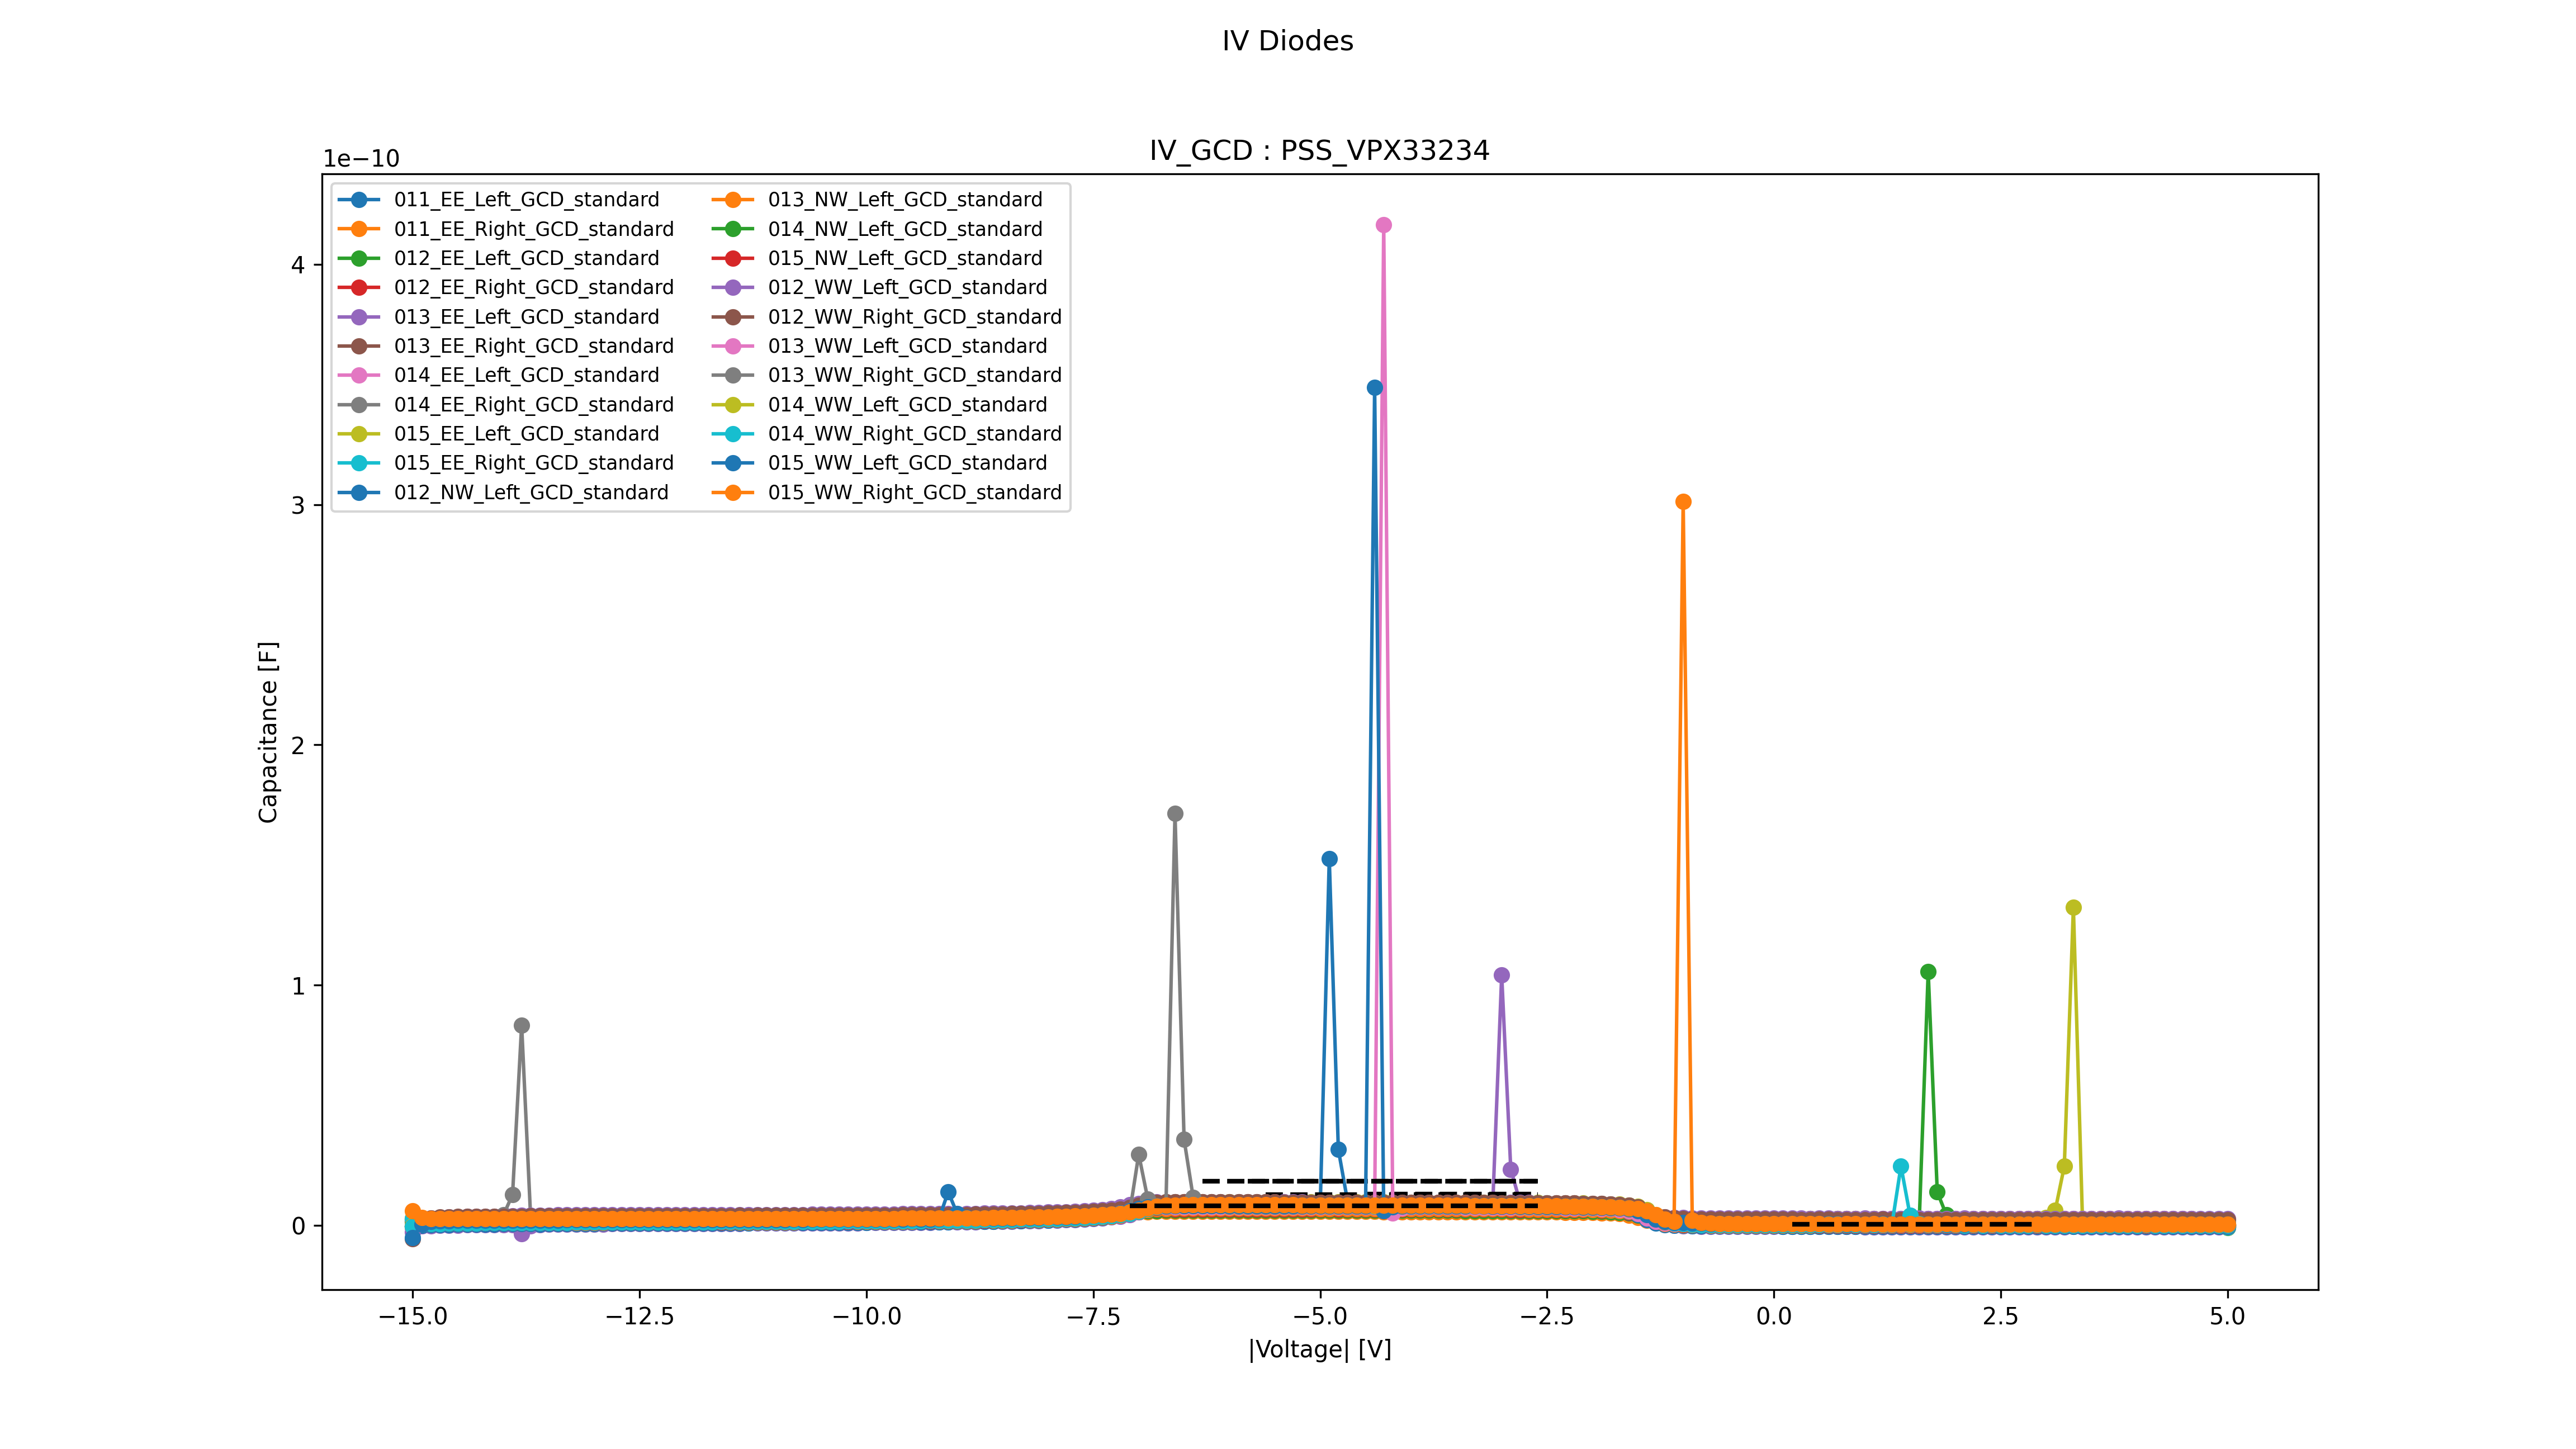 IV Diodes
IV_GCD : PSS_VPX33234
1e−10
011_EE_Left_GCD_standard
011_EE_Right_GCD_standard
012_EE_Left_GCD_standard
012_EE_Right_GCD_standard
013_EE_Left_GCD_standard
013_EE_Right_GCD_standard
014_EE_Left_GCD_standard
014_EE_Right_GCD_standard
015_EE_Left_GCD_standard
015_EE_Right_GCD_standard
012_NW_Left_GCD_standard
013_NW_Left_GCD_standard
014_NW_Left_GCD_standard
015_NW_Left_GCD_standard
012_WW_Left_GCD_standard
012_WW_Right_GCD_standard
013_WW_Left_GCD_standard
013_WW_Right_GCD_standard
014_WW_Left_GCD_standard
014_WW_Right_GCD_standard
015_WW_Left_GCD_standard
015_WW_Right_GCD_standard
4
3
2
1
0
Capacitance [F]
−15.0 −12.5 −10.0 −7.5 −5.0 −2.5 0.0 2.5 5.0
|Voltage| [V]